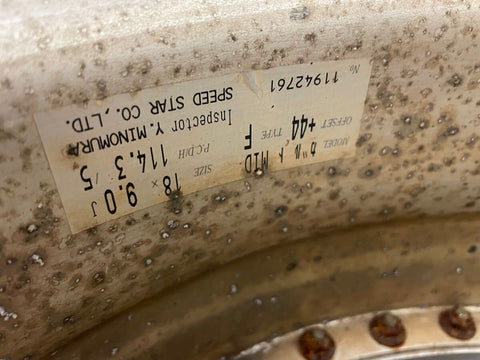 MODEL MID
OFFSET +44 TYPE F
No 11942761
SIZE 18 × 9.0 J
P.C.D/H 114.3 /5
Inspector Y.MINOMURA
SPEED STAR CO.,LTD.